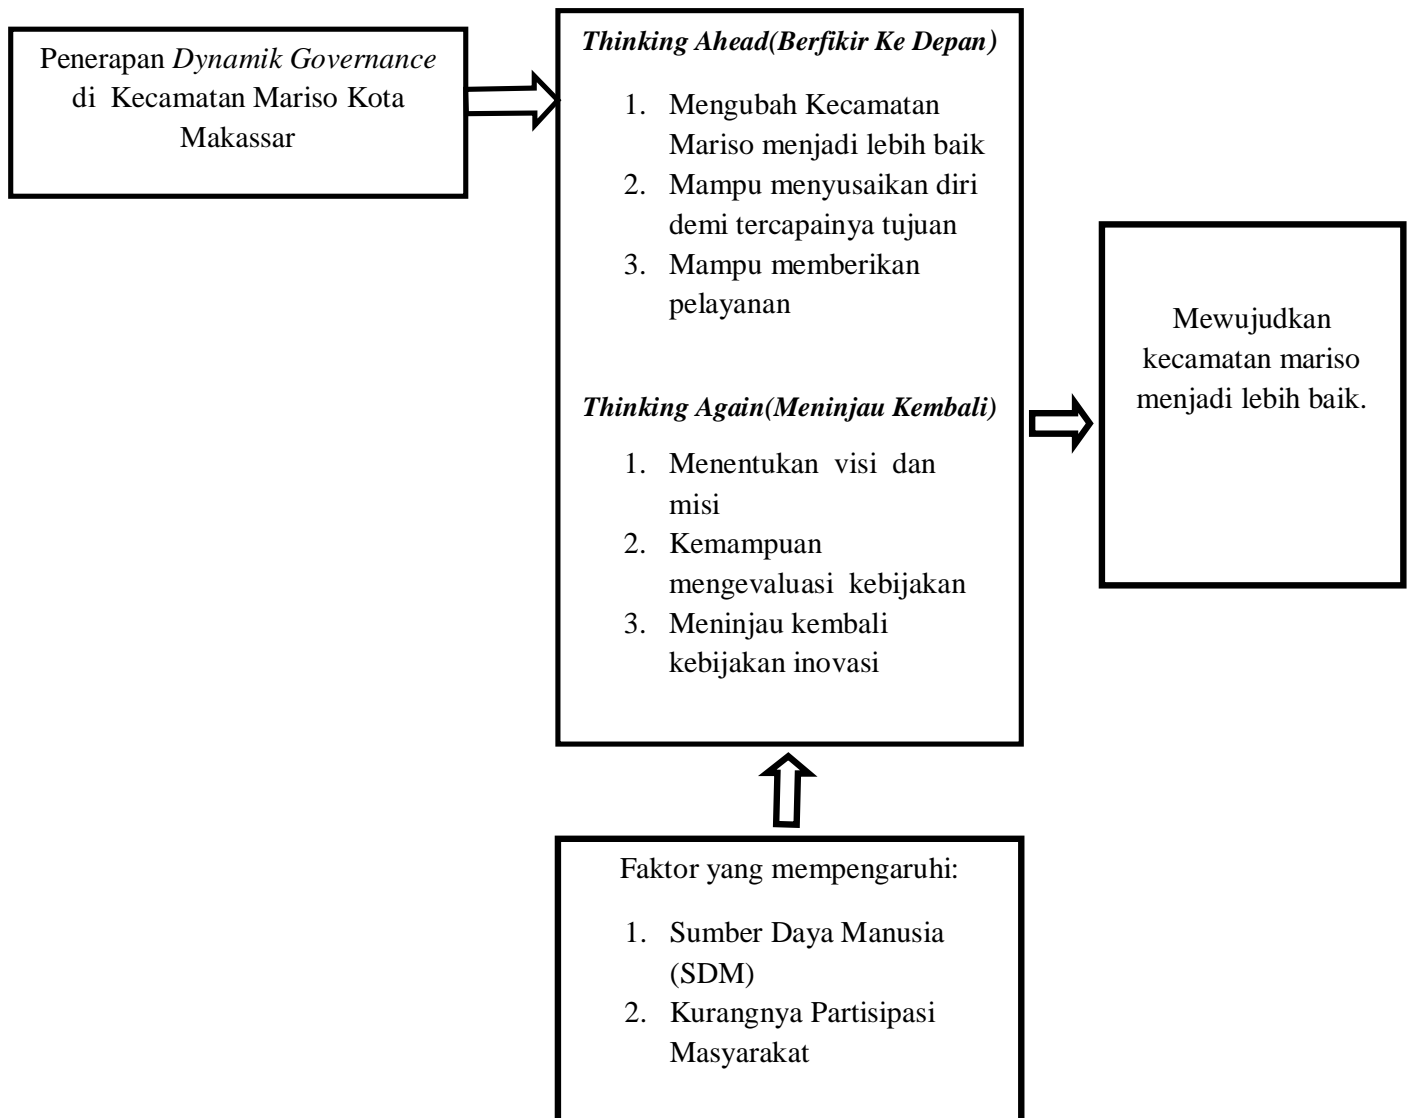 Penerapan Dynamik Governance
di Kecamatan Mariso Kota
Makassar
Thinking Ahead(Berfikir Ke Depan)
1. Mengubah Kecamatan
Mariso menjadi lebih baik
2. Mampu menyusaikan diri
demi tercapainya tujuan
3. Mampu memberikan
pelayanan
Thinking Again(Meninjau Kembali)
1. Menentukan visi dan
misi
2. Kemampuan
mengevaluasi kebijakan
3. Meninjau kembali
kebijakan inovasi
Mewujudkan
kecamatan mariso
menjadi lebih baik.
Faktor yang mempengaruhi:
1. Sumber Daya Manusia
(SDM)
2. Kurangnya Partisipasi
Masyarakat